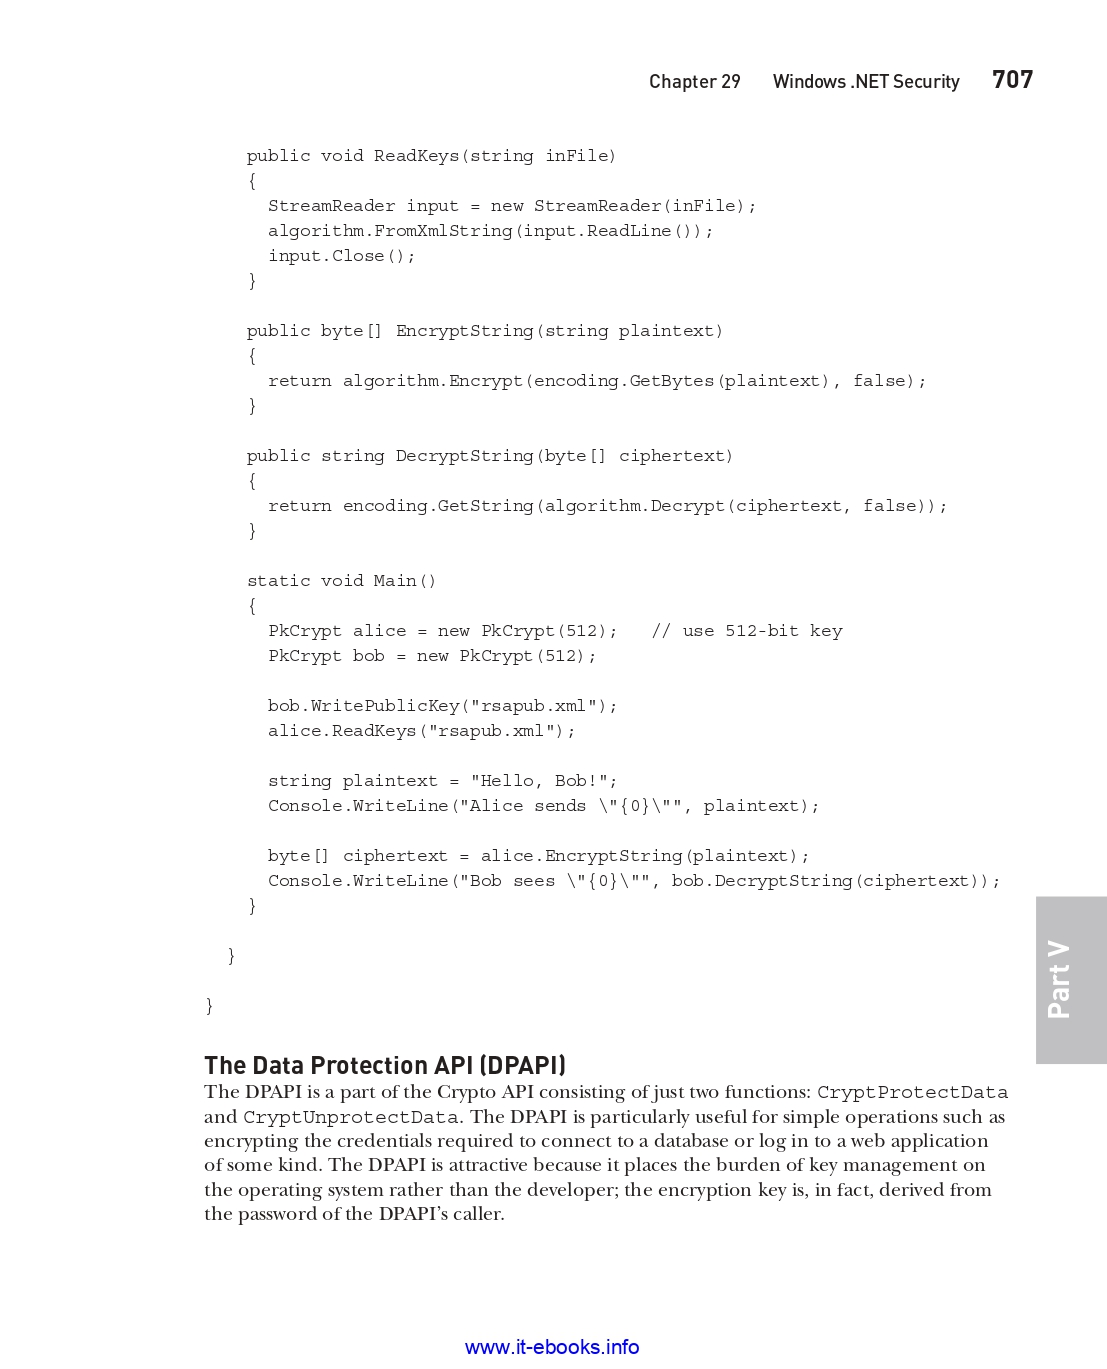 Chapter 29 Windows .NET Security 707
public void ReadKeys(string inFile)
{
StreamReader input = new StreamReader(inFile);
algorithm.FromXmlString(input.ReadLine());
input.Close();
}
public byte[] EncryptString(string plaintext)
{
return algorithm.Encrypt(encoding.GetBytes(plaintext), false);
}
public string DecryptString(byte[] ciphertext)
{
return encoding.GetString(algorithm.Decrypt(ciphertext, false));
}
static void Main()
{
PkCrypt alice = new PkCrypt(512); // use 512-bit key
PkCrypt bob = new PkCrypt(512);
bob.WritePublicKey("rsapub.xml");
alice.ReadKeys("rsapub.xml");
string plaintext = "Hello, Bob!";
Console.WriteLine("Alice sends \"{0}\"", plaintext);
byte[] ciphertext = alice.EncryptString(plaintext);
Console.WriteLine("Bob sees \"{0}\"", bob.DecryptString(ciphertext));
}
}
}
Part V
The Data Protection API (DPAPI)
The DPAPI is a part of the Crypto API consisting of just two functions: CryptProtectData
and CryptUnprotectData. The DPAPI is particularly useful for simple operations such as
encrypting the credentials required to connect to a database or log in to a web application
of some kind. The DPAPI is attractive because it places the burden of key management on
the operating system rather than the developer; the encryption key is, in fact, derived from
the password of the DPAPI's caller.
www.it-ebooks.info